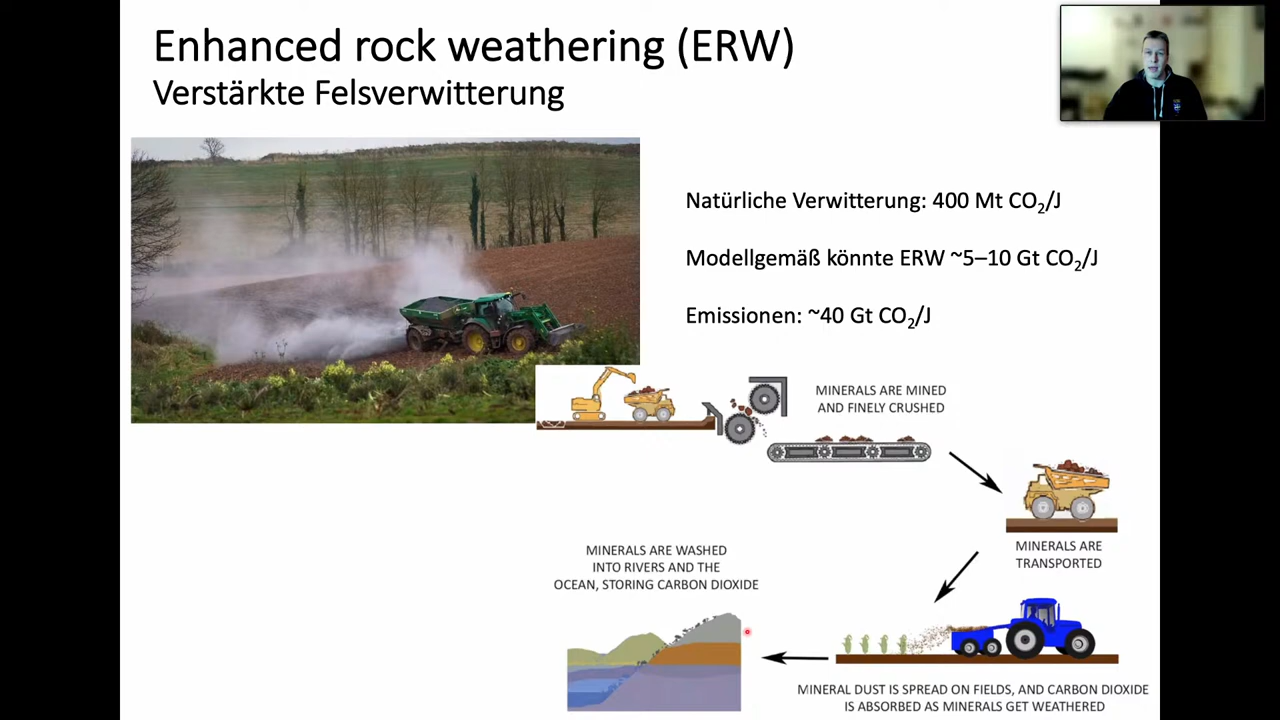 Enhanced rock weathering (ERW)
Verstärkte Felsverwitterung
Natürliche Verwitterung: 400 Mt CO₂/J
Modellgemäß könnte ERW ~5–10 Gt CO₂/J
Emissionen: ~40 Gt CO₂/J
MINERALS ARE MINED
AND FINELY CRUSHED
MINERALS ARE
TRANSPORTED
MINERAL DUST IS SPREAD ON FIELDS, AND CARBON DIOXIDE
IS ABSORBED AS MINERALS GET WEATHERED
MINERALS ARE WASHED
INTO RIVERS AND THE
OCEAN, STORING CARBON DIOXIDE